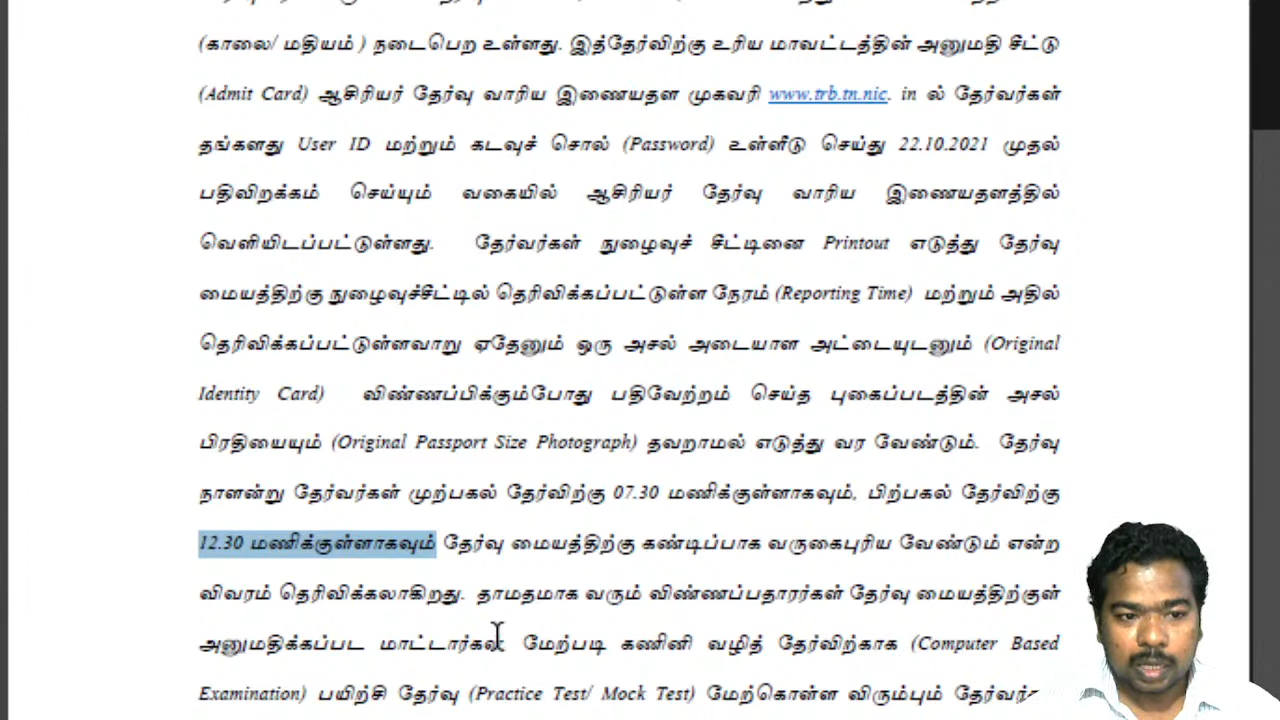 (காலை/ மதியம் ) நடைபெற உள்ளது. இத்தேர்விற்கு உரிய மாவட்டத்தின் அனுமதி சீட்டு
(Admit Card) ஆசிரியர் தேர்வு வாரிய இணையதள முகவரி www.trb.tn.nic. in ல் தேர்வர்கள்
தங்களது User ID மற்றும் கடவுச் சொல் (Password) உள்ளீடு செய்து 22.10.2021 முதல்
பதிவிறக்கம் செய்யும் வகையில் ஆசிரியர் தேர்வு வாரிய இணையதளத்தில்
வெளியிடப்பட்டுள்ளது. தேர்வர்கள் நுழைவுச் சீட்டினை Printout எடுத்து தேர்வு
மையத்திற்கு நுழைவுச்சீட்டில் தெரிவிக்கப்பட்டுள்ள நேரம் (Reporting Time) மற்றும் அதில்
தெரிவிக்கப்பட்டுள்ளவாறு ஏதேனும் ஒரு அசல் அடையாள அட்டையுடனும் (Original
Identity Card) விண்ணப்பிக்கும்போது பதிவேற்றம் செய்த புகைப்படத்தின் அசல்
பிரதியையும் (Original Passport Size Photograph) தவறாமல் எடுத்து வர வேண்டும். தேர்வு
நாளன்று தேர்வர்கள் முற்பகல் தேர்விற்கு 07.30 மணிக்குள்ளாகவும், பிற்பகல் தேர்விற்கு
12.30 மணிக்குள்ளாகவும் தேர்வு மையத்திற்கு கண்டிப்பாக வருகைபுரிய வேண்டும் என்ற
விவரம் தெரிவிக்கலாகிறது. தாமதமாக வரும் விண்ணப்பதாரர்கள் தேர்வு மையத்திற்குள்
அனுமதிக்கப்பட மாட்டார்கள் மேற்படி கணினி வழித் தேர்விற்காக (Computer Based
Examination) பயிற்சி தேர்வு (Practice Test/ Mock Test) மேற்கொள்ள விரும்பும்